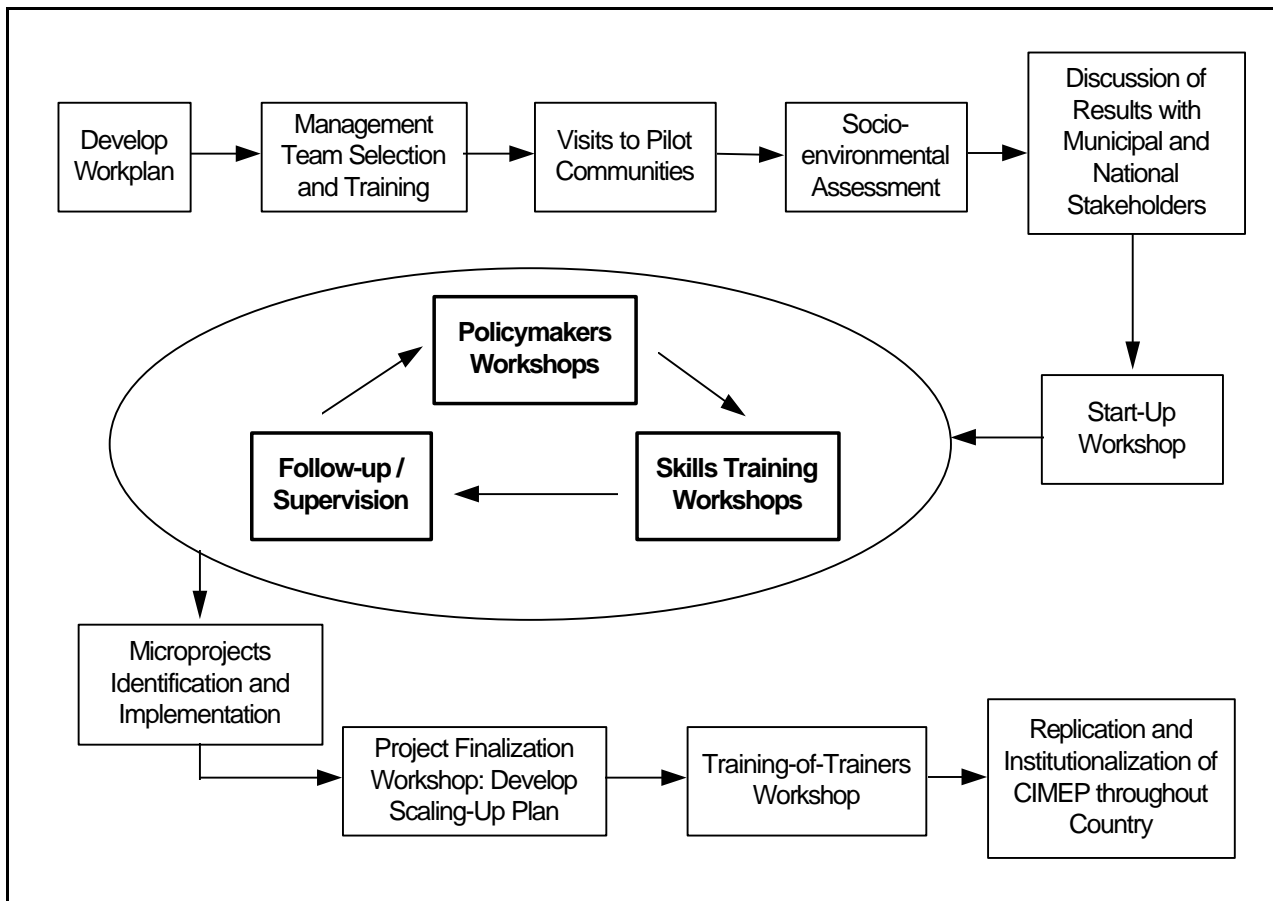 Develop
Workplan
Management
Team Selection
and Training
Visits to Pilot
Communities
Socio-
environmental
Assessment
Discussion of
Results with
Municipal and
National
Stakeholders
Policymakers
Workshops
Follow-up /
Supervision
Skills Training
Workshops
Start-Up
Workshop
Microprojects
Identification and
Implementation
Project Finalization
Workshop: Develop
Scaling-Up Plan
Training-of-Trainers
Workshop
Replication and
Institutionalization of
CIMEP throughout
Country